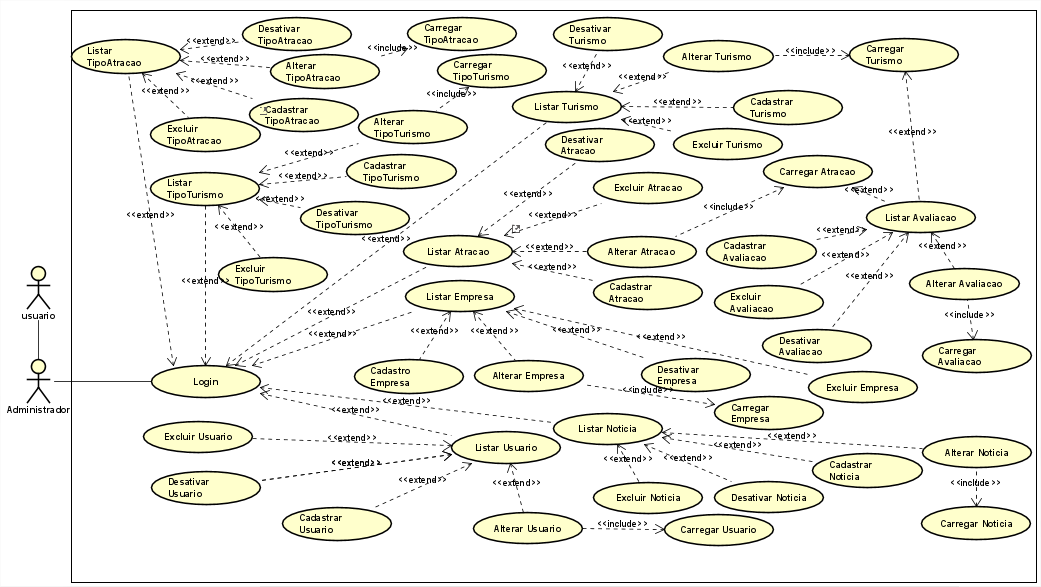 Listar
TipoAtracao
<<extend>>
Desativar
TipoAtracao
<<include>>
Carregar
TipoAtracao
Desativar
Turismo
Alterar Turismo
<<include>>
Carregar
Turismo
<<extend>>
Alterar
TipoAtracao
Carregar
TipoTurismo
<<extend>>
<<extend>>
<<extend>>
<<extend>>
<<include>>
Listar Turismo
<<extend>>
Cadastrar
Turismo
Cadastrar
TipoAtracao
Excluir
TipoAtracao
Alterar
TipoTurismo
<<extend>>
Excluir Turismo
<<extend>>
Desativar
Atracao
<<extend>>
Cadastrar
TipoTurismo
<<extend>>
Carregar Atracao
Listar
TipoTurismo
<<extend>>
Excluir Atracao
<<extend>>
<<extend>>
<<extend>>
<<include>>
<<extend>>
Desativar
TipoTurismo
<<extend>>
Listar Avaliacao
<<extend>>
<<extend>>
<<extend>>
Listar Atracao
<<extend>>
Alterar Atracao
Cadastrar
Avaliacao
<<extend>>
<<extend>>
<<extend>>
Excluir
TipoTurismo
<<extend>>
<<extend>>
<<extend>>
Alterar Avaliacao
Listar Empresa
Cadastrar
Atracao
Excluir
Avaliacao
usuario
<<extend>>
<<include>>
<<extend>>
<<extend>>
<<extend>>
<<extend>>
<<extend>>
Desativar
Avaliacao
Carregar
Avaliacao
Login
Cadastro
Empresa
Alterar Empresa
Desativar
Empresa
Excluir Empresa
<<include>>
Administrador
<<extend>>
<<extend>>
Carregar
Empresa
Excluir Usuario
<<extend>>
Listar Usuario
Listar Noticia
<<extend>>
<<extend>>
Alterar Noticia
<<extend>>
<<extend>>
<<extend>>
Cadastrar
Noticia
Desativar
Usuario
<<extend>>
<<extend>>
<<include>>
Excluir Noticia
Desativar Noticia
Cadastrar
Usuario
Alterar Usuario
<<include>>
Carregar Usuario
Carregar Noticia